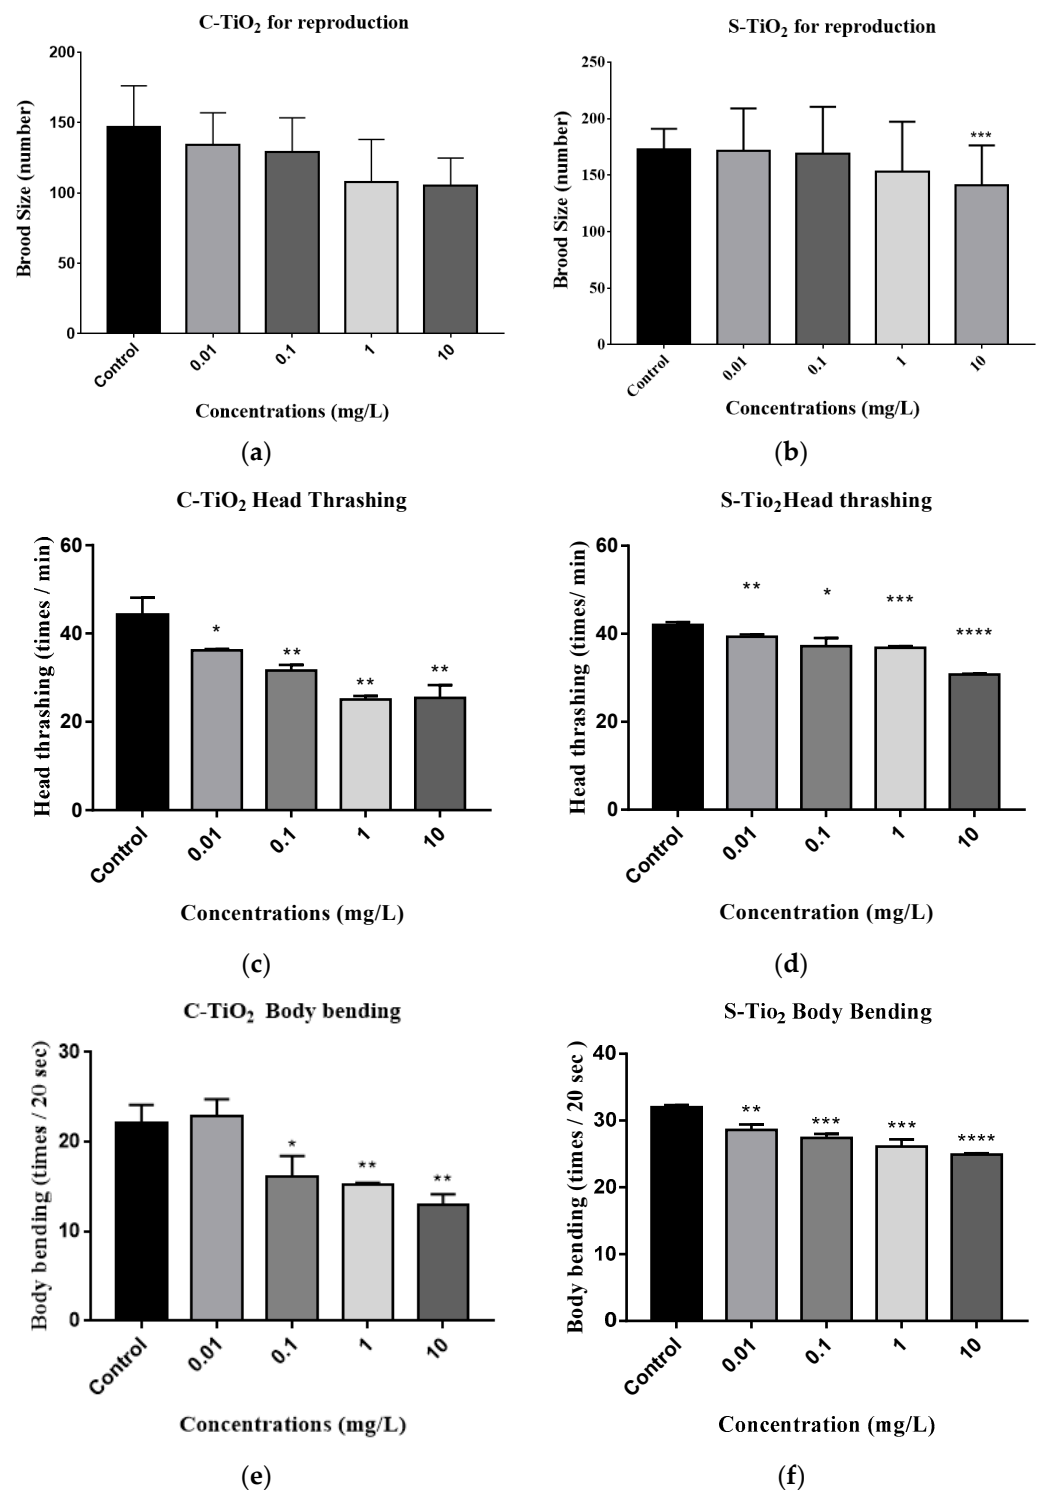 C-TiO2 for reproduction
Brood Size (number)
200
150
100
50
0
Control
0.01
0.1
1
10
Concentrations (mg/L)
(a)
S-TiO2 for reproduction
Brood Size (number)
250
200
150
100
50
0
***
Control
0.01
0.1
1
10
Concentrations (mg/L)
(b)
C-TiO2 Head Thrashing
Head thrashing (times / min)
60
40
20
0
*
**
**
**
Control
0.01
0.1
1
10
Concentrations (mg/L)
(c)
S-Tio2Head thrashing
Head thrashing (times/ min)
60
40
20
0
**
*
***
****
Control
0.01
0.1
1
10
Concentration (mg/L)
(d)
C-TiO2 Body bending
Body bending (times / 20 sec)
30
20
10
0
*
**
**
Control
0.01
0.1
1
10
Concentrations (mg/L)
(e)
S-Tio2 Body Bending
Body bending (times / 20 sec )
40
30
20
10
0
**
***
***
****
Control
0.01
0.1
1
10
Concentration (mg/L)
(f)